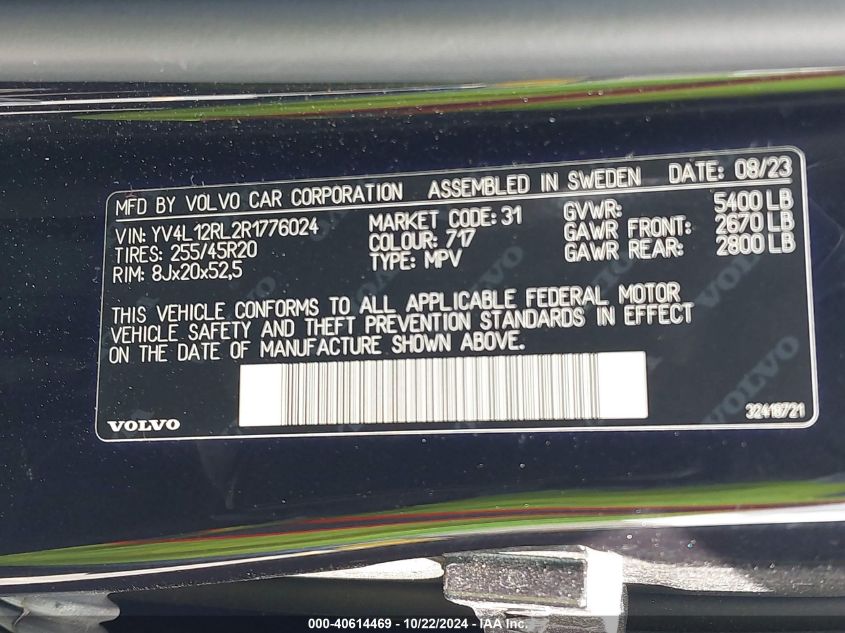 MFD BY VOLVO CAR CORPORATION ASSEMBLED IN SWEDEN DATE: 08/23
VIN: YV4L12RL2R1776024 MARKET CODE: 31 GVWR: 5400 LB
TIRES: 255/45R20 COLOUR: 717 GAWR FRONT: 2670 LB
RIM: 8Jx20x52,5 TYPE: MPV GAWR REAR: 2800 LB
THIS VEHICLE CONFORMS TO ALL APPLICABLE FEDERAL MOTOR
VEHICLE SAFETY AND THEFT PREVENTION STANDARDS IN EFFECT
ON THE DATE OF MANUFACTURE SHOWN ABOVE.
VOLVO 32418721
000-40614469 - 10/22/2024 - IAA Inc.